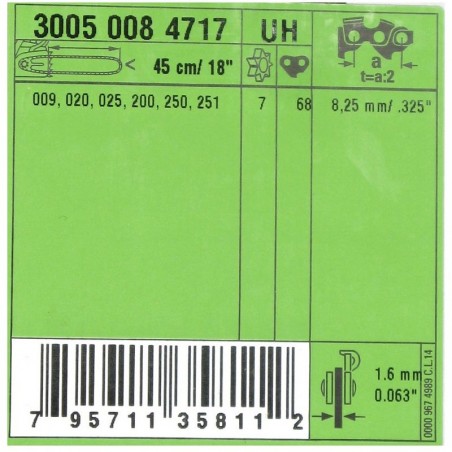 3005 008 4717 UH
45 cm/ 18"
a
t=a:2
009, 020, 025, 200, 250, 251 7 68 8,25 mm/ .325"
1.6 mm
0.063"
0000 967 4989 C.L.14
7 95711 35811 2